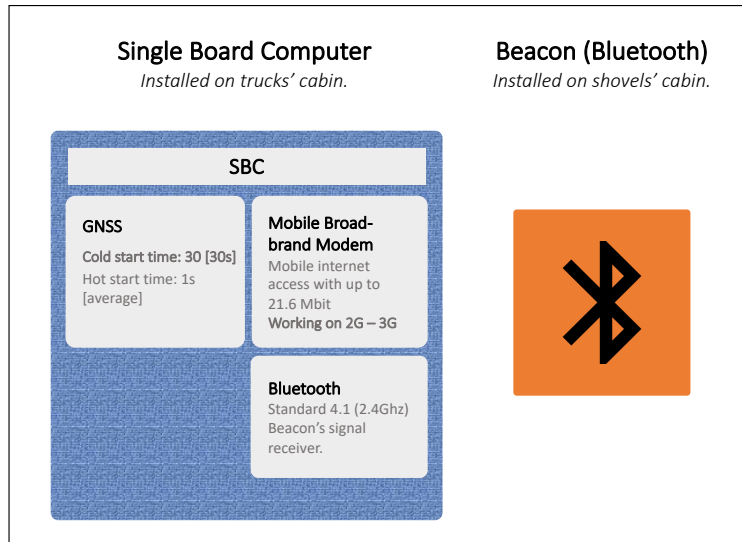 Single Board Computer
Installed on trucks’ cabin.
Beacon (Bluetooth)
Installed on shovels’ cabin.
SBC
GNSS
Cold start time: 30 [30s]
Hot start time: 1s
[average]
Mobile Broad-
brand Modem
Mobile internet
access with up to
21.6 Mbit
Working on 2G – 3G
Bluetooth
Standard 4.1 (2.4Ghz)
Beacon’s signal
receiver.